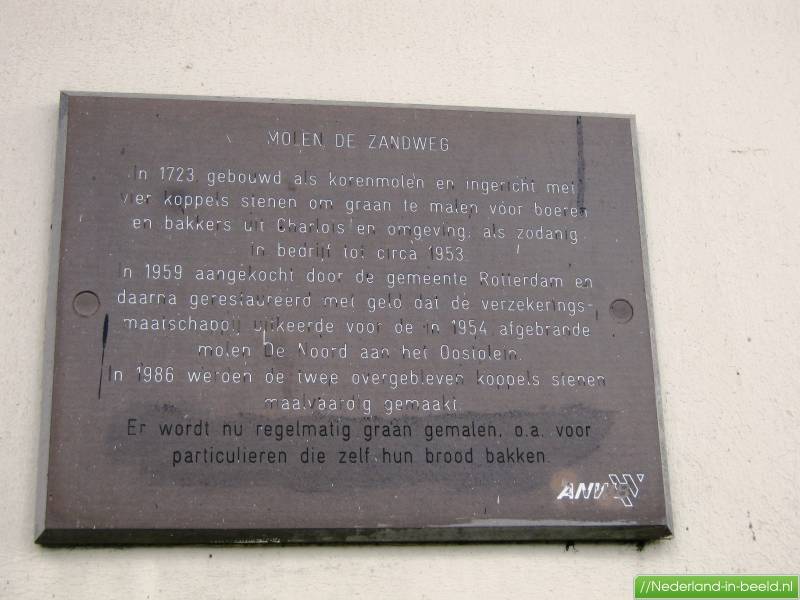 MOLEN DE ZANDWEG
In 1723 gebouwd als korenmolen en ingericht met
vier koppels stenen om graan te malen voor boeren
en bakkers uit Charlois en omgeving, als zodanig
in bedrijf tot circa 1953.
In 1959 aangekocht door de gemeente Rotterdam en
daarna gerestaureerd met geld dat de verzekerings-
maatschappij uitkeerde voor de in 1954 afgebrande
molen De Noord aan het Oostplein.
In 1986 werden de twee overgebleven koppels stenen
maalvaardig gemaakt.
Er wordt nu regelmatig graan gemalen, o.a. voor
particulieren die zelf hun brood bakken.
ANWB
//Nederland-in-beeld.nl